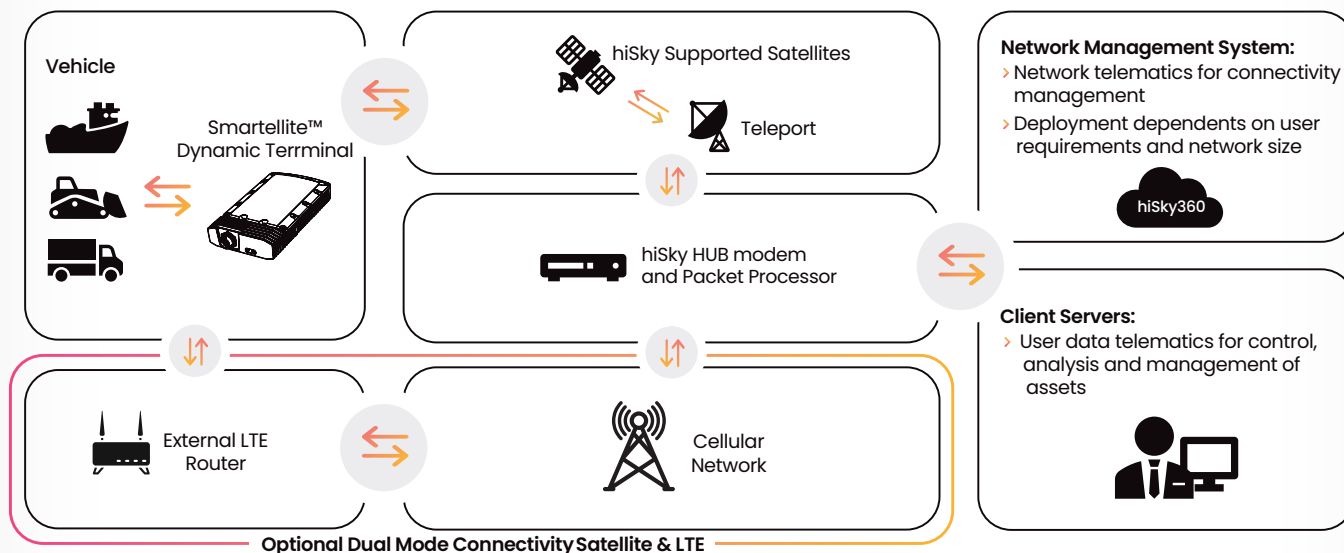 Vehicle
Smartellite™
Dynamic Terrminal
hiSky Supported Satellites
Teleport
hiSky HUB modem
and Packet Processor
Network Management System:
› Network telematics for connectivity
management
› Deployment dependents on user
requirements and network size
hiSky360
Client Servers:
› User data telematics for control,
analysis and management of
assets
External LTE
Router
Cellular
Network
Optional Dual Mode Connectivity Satellite & LTE